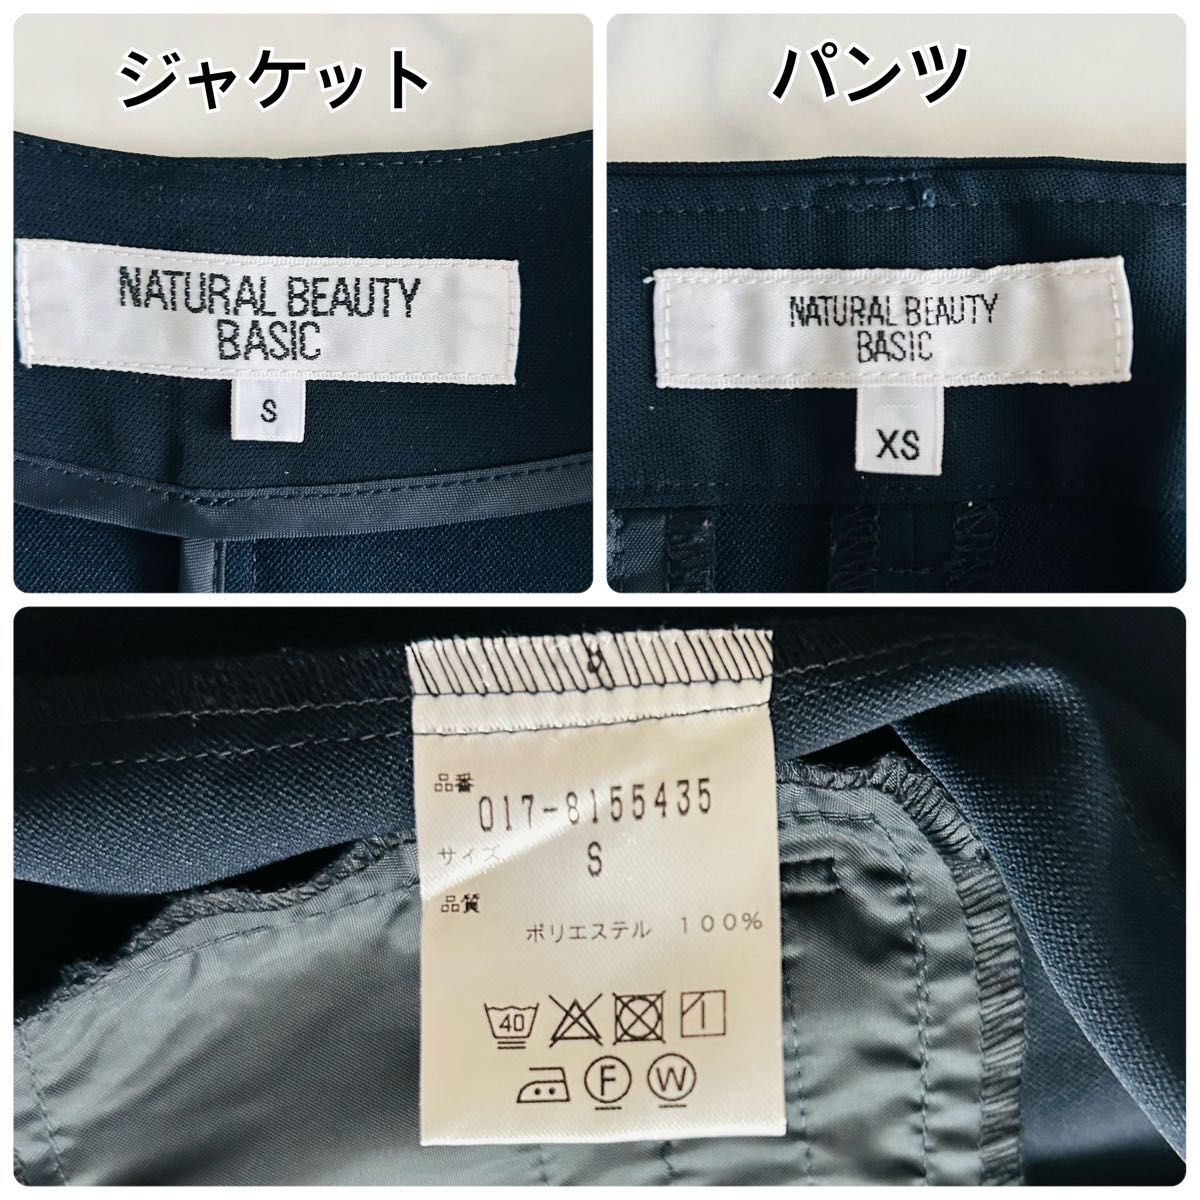 ジャケット
NATURAL BEAUTY
BASIC
S
パンツ
NATURAL BEAUTY
BASIC
XS
品番
017-8155435
サイズ S
品質
ポリエステル 100%
40
F W